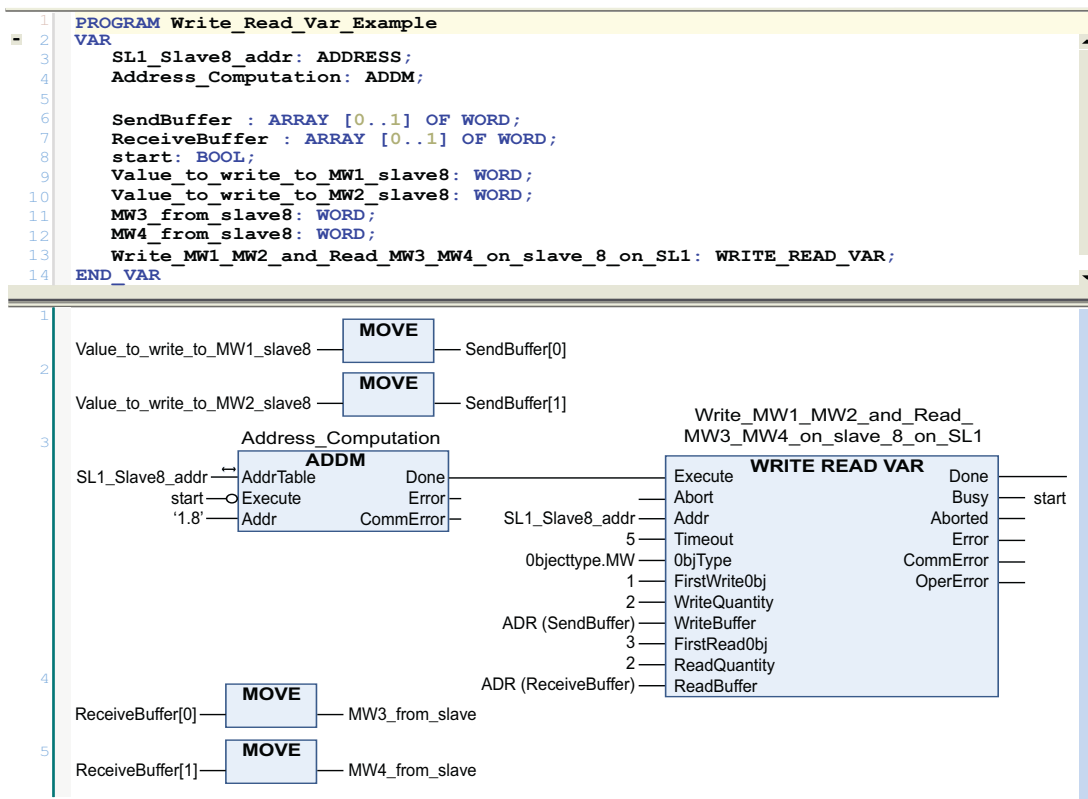 1 PROGRAM Write_Read_Var_Example
2 VAR
3 SL1_Slave8_addr: ADDRESS;
4 Address_Computation: ADDM;
5
6 SendBuffer : ARRAY [0..1] OF WORD;
7 ReceiveBuffer : ARRAY [0..1] OF WORD;
8 start: BOOL;
9 Value_to_write_to_MW1_slave8: WORD;
10 Value_to_write_to_MW2_slave8: WORD;
11 MW3_from_slave8: WORD;
12 MW4_from_slave8: WORD;
13 Write_MW1_MW2_and_Read_MW3_MW4_on_slave_8_on_SL1: WRITE_READ_VAR;
14 END_VAR
1
MOVE
Value_to_write_to_MW1_slave8 SendBuffer[0]
2
MOVE
Value_to_write_to_MW2_slave8 SendBuffer[1]
3
Address_Computation
ADDM
SL1_Slave8_addr AddrTable Done
start Execute Error
‘1.8’ Addr CommError
Write_MW1_MW2_and_Read_
MW3_MW4_on_slave_8_on_SL1
WRITE READ VAR
Execute Done
Abort Busy start
SL1_Slave8_addr Addr Aborted
5 Timeout Error
0bjecttype.MW 0bjType CommError
1 FirstWrite0bj OperError
2 WriteQuantity
ADR (SendBuffer) WriteBuffer
3 FirstRead0bj
2 ReadQuantity
ADR (ReceiveBuffer) ReadBuffer
4
MOVE
ReceiveBuffer[0] MW3_from_slave
5
MOVE
ReceiveBuffer[1] MW4_from_slave